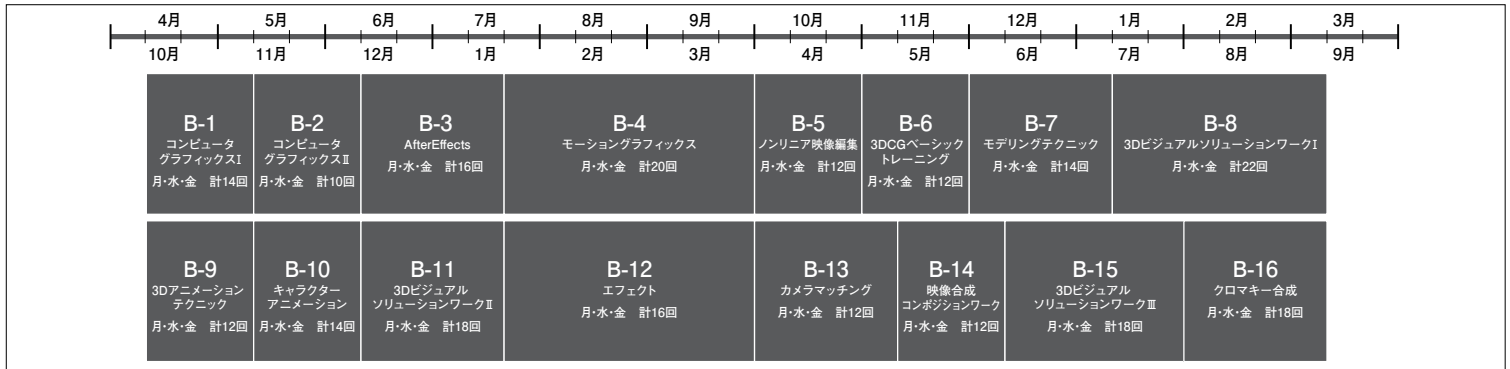 4月 5月 6月 7月 8月 9月 10月 11月 12月 1月 2月 3月
10月 11月 12月 1月 2月 3月 4月 5月 6月 7月 8月 9月
B-1
コンピュータ
グラフィックスⅠ
月・水・金　計14回
B-2
コンピュータ
グラフィックスⅡ
月・水・金　計10回
B-3
AfterEffects
月・水・金　計16回
B-4
モーショングラフィックス
月・水・金　計20回
B-5
ノンリニア映像編集
月・水・金　計12回
B-6
3DCGベーシック
トレーニング
月・水・金　計12回
B-7
モデリングテクニック
月・水・金　計14回
B-8
3DビジュアルソリューションワークⅠ
月・水・金　計22回
B-9
3Dアニメーション
テクニック
月・水・金　計12回
B-10
キャラクター
アニメーション
月・水・金　計14回
B-11
3Dビジュアル
ソリューションワークⅡ
月・水・金　計18回
B-12
エフェクト
月・水・金　計16回
B-13
カメラマッチング
月・水・金　計12回
B-14
映像合成
コンポジションワーク
月・水・金　計12回
B-15
3Dビジュアル
ソリューションワークⅢ
月・水・金　計18回
B-16
クロマキー合成
月・水・金　計18回